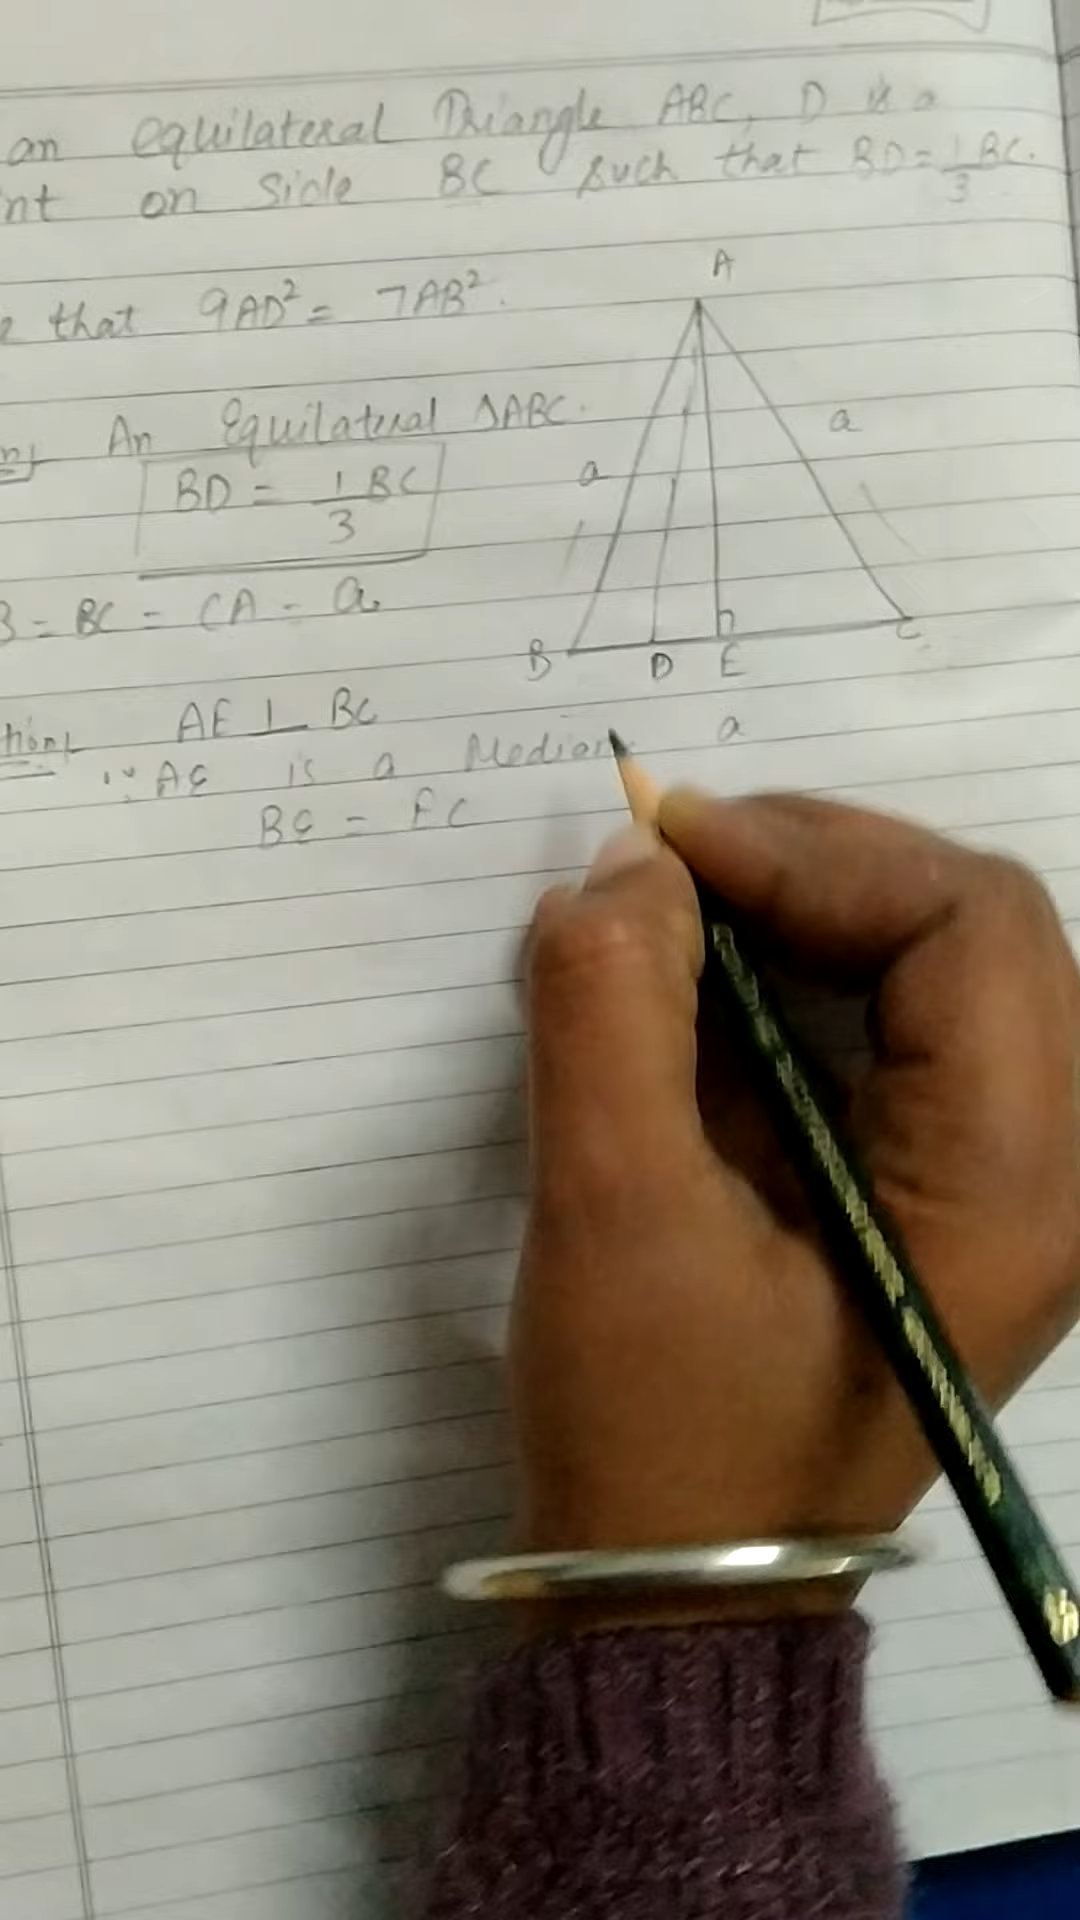 an equilateral Triangle ABC, D is a
on Side BC such that BD = 1/3 BC.
that 9AD² = 7AB².
An Equilateral ΔABC.
BD = 1/3 BC
= BC = CA = a
AE ⊥ BC
∵ AE is a Median
BE = EC
A
a
a
B D E C
a